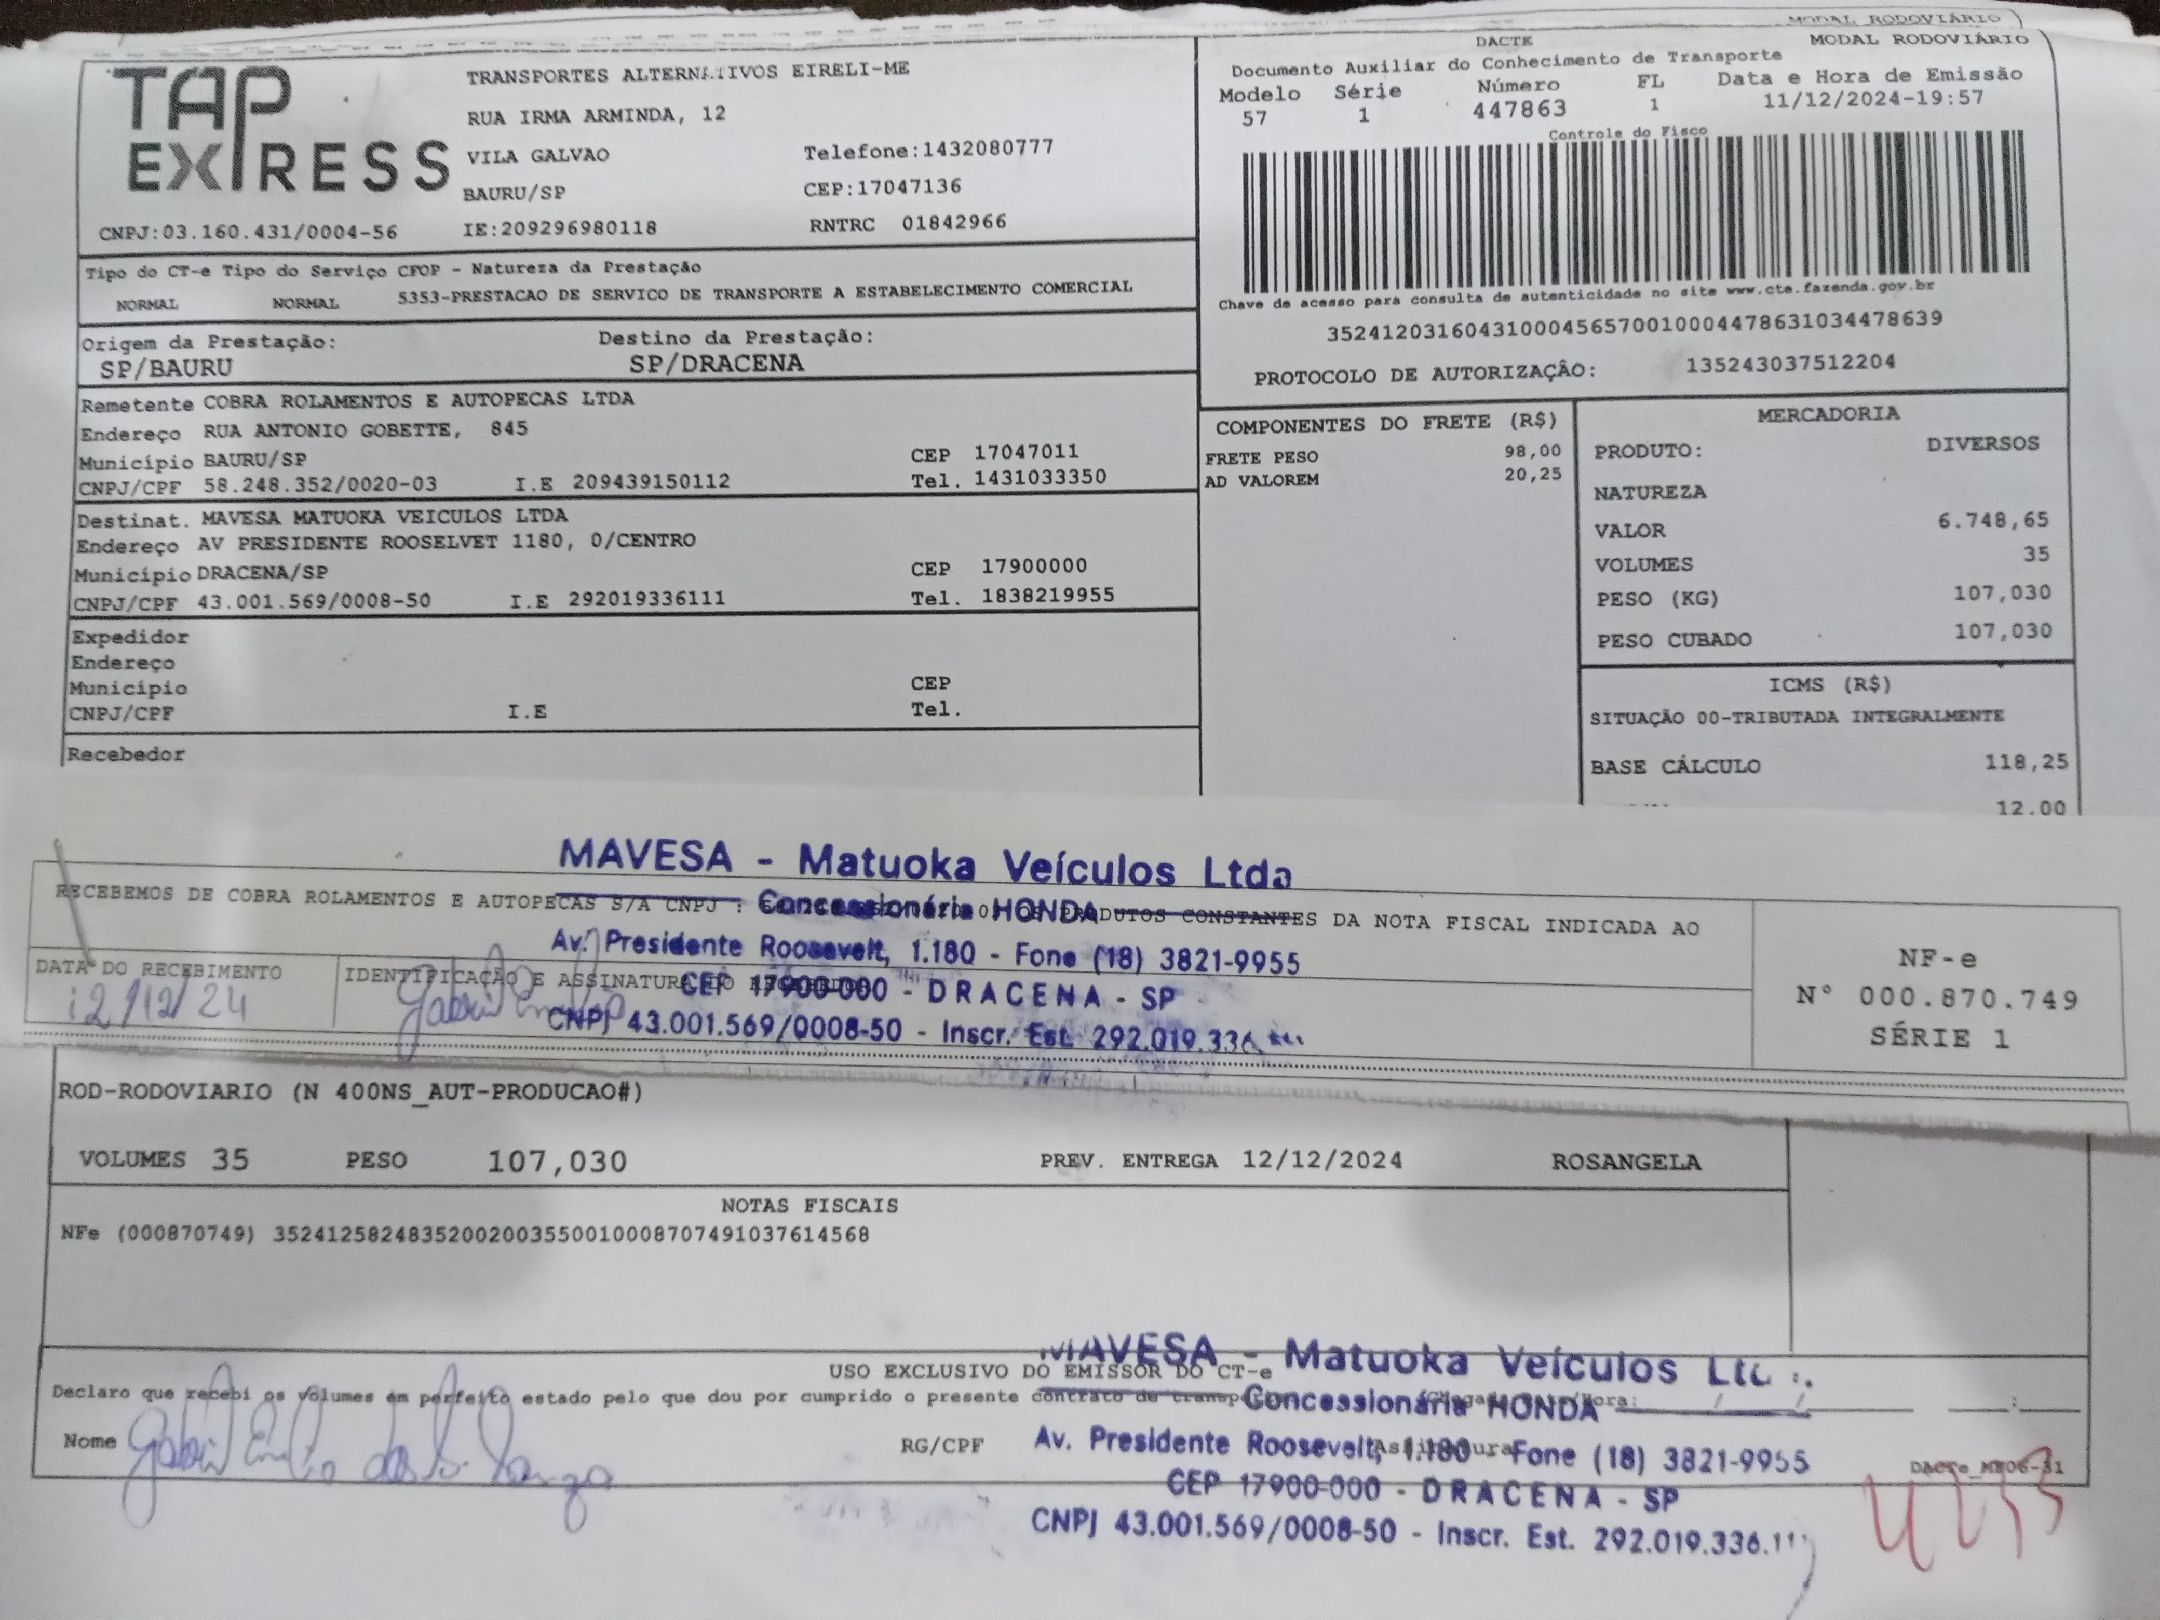 MODAL RODOVIÁRIO
TAP EXPRESS
TRANSPORTES ALTERNATIVOS EIRELI-ME
RUA IRMA ARMINDA, 12
VILA GALVAO Telefone:1432080777
BAURU/SP CEP:17047136
CNPJ:03.160.431/0004-56 IE:209296980118 RNTRC 01842966
DACTE MODAL RODOVIÁRIO
Documento Auxiliar do Conhecimento de Transporte
Modelo Série Número FL Data e Hora de Emissão
57 1 447863 1 11/12/2024-19:57
Controle do Fisco
Chave de acesso para consulta de autenticidade no site www.cte.fazenda.gov.br
35241203160431000456570010004478631034478639
PROTOCOLO DE AUTORIZAÇÂO: 135243037512204
Tipo do CT-e Tipo do Serviço CFOP - Natureza da Prestação
NORMAL NORMAL 5353-PRESTACAO DE SERVICO DE TRANSPORTE A ESTABELECIMENTO COMERCIAL
Origem da Prestação: Destino da Prestação:
SP/BAURU SP/DRACENA
Remetente COBRA ROLAMENTOS E AUTOPECAS LTDA
Endereço RUA ANTONIO GOBETTE, 845
Município BAURU/SP CEP 17047011
CNPJ/CPF 58.248.352/0020-03 I.E 209439150112 Tel. 1431033350
Destinat. MAVESA MATUOKA VEICULOS LTDA
Endereço AV PRESIDENTE ROOSELVET 1180, 0/CENTRO
Município DRACENA/SP CEP 17900000
CNPJ/CPF 43.001.569/0008-50 I.E 292019336111 Tel. 1838219955
Expedidor
Endereço
Município CEP
CNPJ/CPF I.E Tel.
Recebedor
COMPONENTES DO FRETE (R$)
FRETE PESO 98,00
AD VALOREM 20,25
MERCADORIA
PRODUTO: DIVERSOS
NATUREZA
VALOR 6.748,65
VOLUMES 35
PESO (KG) 107,030
PESO CUBADO 107,030
ICMS (R$)
SITUAÇÃO 00-TRIBUTADA INTEGRALMENTE
BASE CÁLCULO 118,25
12.00
MAVESA - Matuoka Veículos Ltda
RECEBEMOS DE COBRA ROLAMENTOS E AUTOPECAS S/A CNPJ : PRODUTOS CONSTANTES DA NOTA FISCAL INDICADA AO
Concessionária HONDA
Av. Presidente Roosevelt, 1.180 - Fone (18) 3821-9955
DATA DO RECEBIMENTO IDENTIFICAÇÃO E ASSINATURA DO
CEP 17900-000 - DRACENA - SP
12/12/24
CNPJ 43.001.569/0008-50 - Inscr. Est. 292.019.336
NF-e
N° 000.870.749
SÉRIE 1
ROD-RODOVIARIO (N 400NS_AUT-PRODUCAO#)
VOLUMES 35 PESO 107,030 PREV. ENTREGA 12/12/2024 ROSANGELA
NOTAS FISCAIS
NFe (000870749) 35241258248352002003550010008707491037614568
MAVESA - Matuoka Veículos
USO EXCLUSIVO DO EMISSOR DO CT-e
Declaro que recebi os volumes em perfeito estado pelo que dou por cumprido o presente contrato de
Concessionária HONDA
Nome RG/CPF
Av. Presidente Roosevelt, 1.180 - Fone (18) 3821-9955
CEP 17900-000 - DRACENA - SP
CNPJ 43.001.569/0008-50 - Inscr. Est. 292.019.336.11